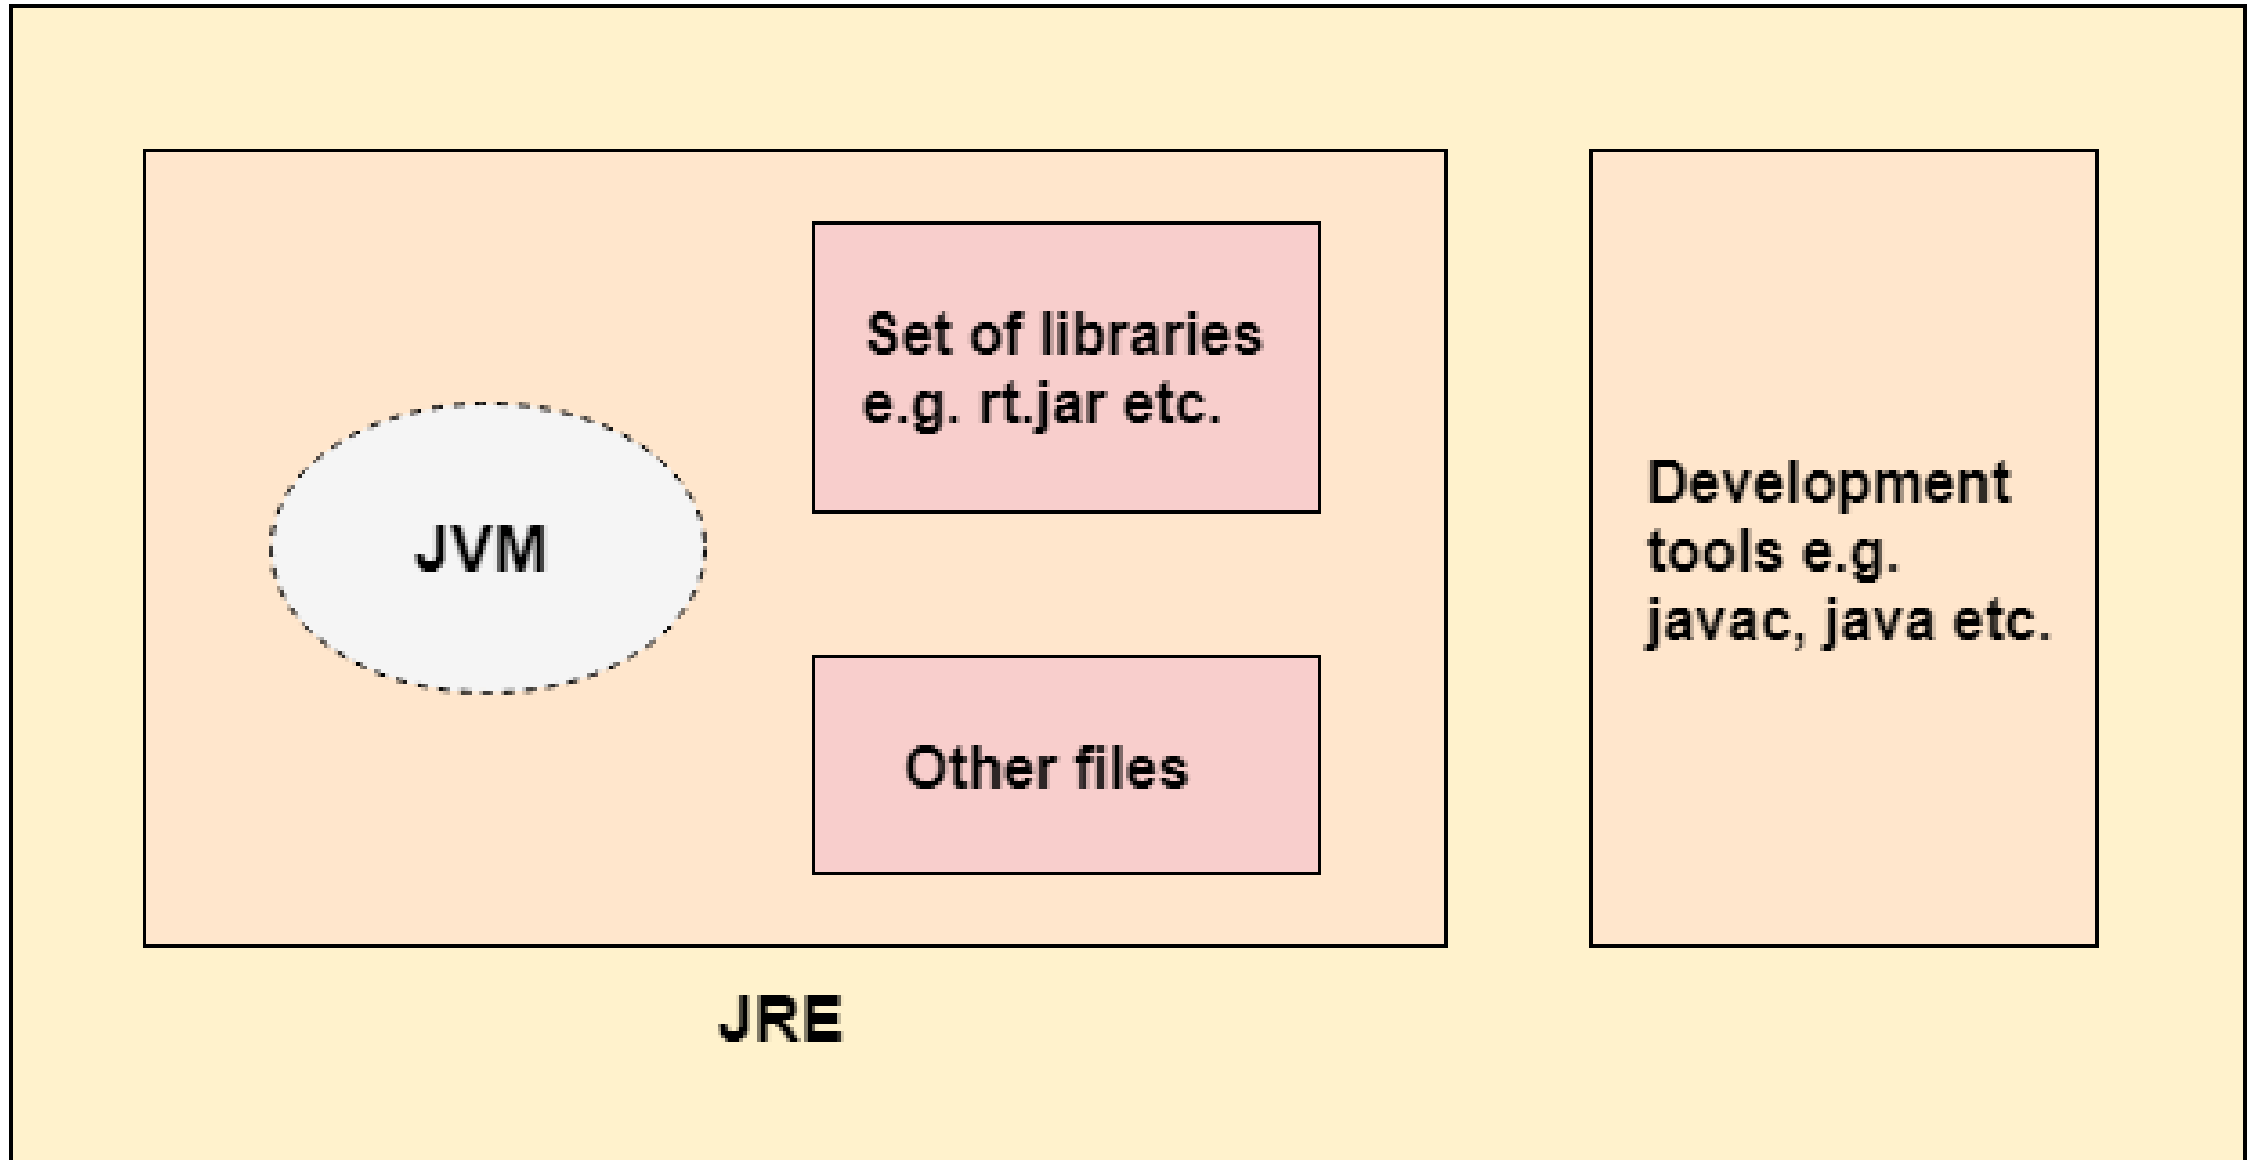 Set of libraries
e.g. rt.jar etc.
JVM
Development
tools e.g.
javac, java etc.
Other files
JRE